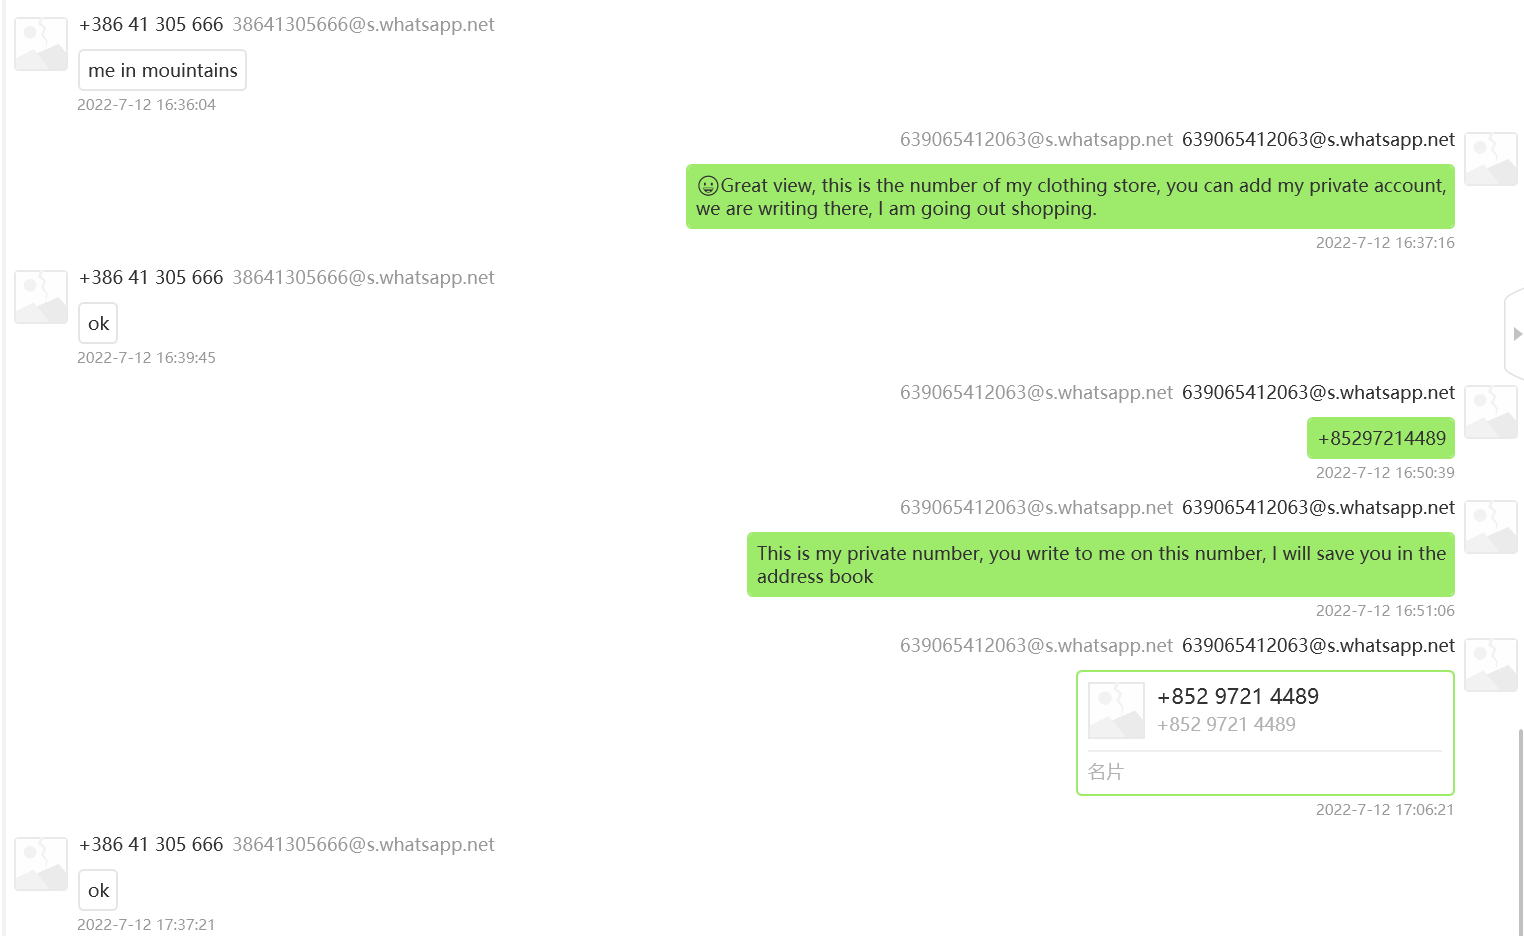 +386 41 305 666 38641305666@s.whatsapp.net
me in mouintains
2022-7-12 16:36:04
639065412063@s.whatsapp.net 639065412063@s.whatsapp.net
😀Great view, this is the number of my clothing store, you can add my private account,
we are writing there, I am going out shopping.
2022-7-12 16:37:16
+386 41 305 666 38641305666@s.whatsapp.net
ok
2022-7-12 16:39:45
639065412063@s.whatsapp.net 639065412063@s.whatsapp.net
+85297214489
2022-7-12 16:50:39
639065412063@s.whatsapp.net 639065412063@s.whatsapp.net
This is my private number, you write to me on this number, I will save you in the
address book
2022-7-12 16:51:06
639065412063@s.whatsapp.net 639065412063@s.whatsapp.net
+852 9721 4489
+852 9721 4489
名片
2022-7-12 17:06:21
+386 41 305 666 38641305666@s.whatsapp.net
ok
2022-7-12 17:37:21